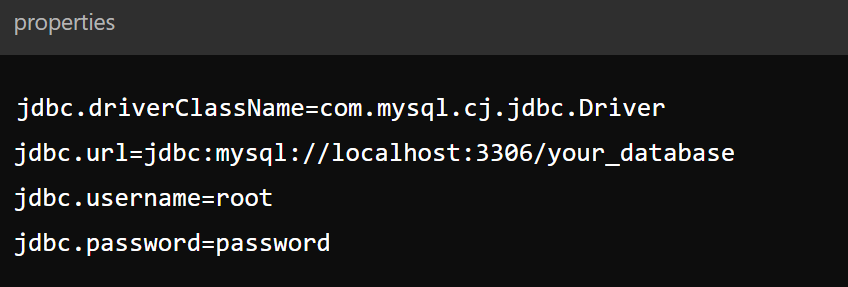 properties
jdbc.driverClassName=com.mysql.cj.jdbc.Driver
jdbc.url=jdbc:mysql://localhost:3306/your_database
jdbc.username=root
jdbc.password=password